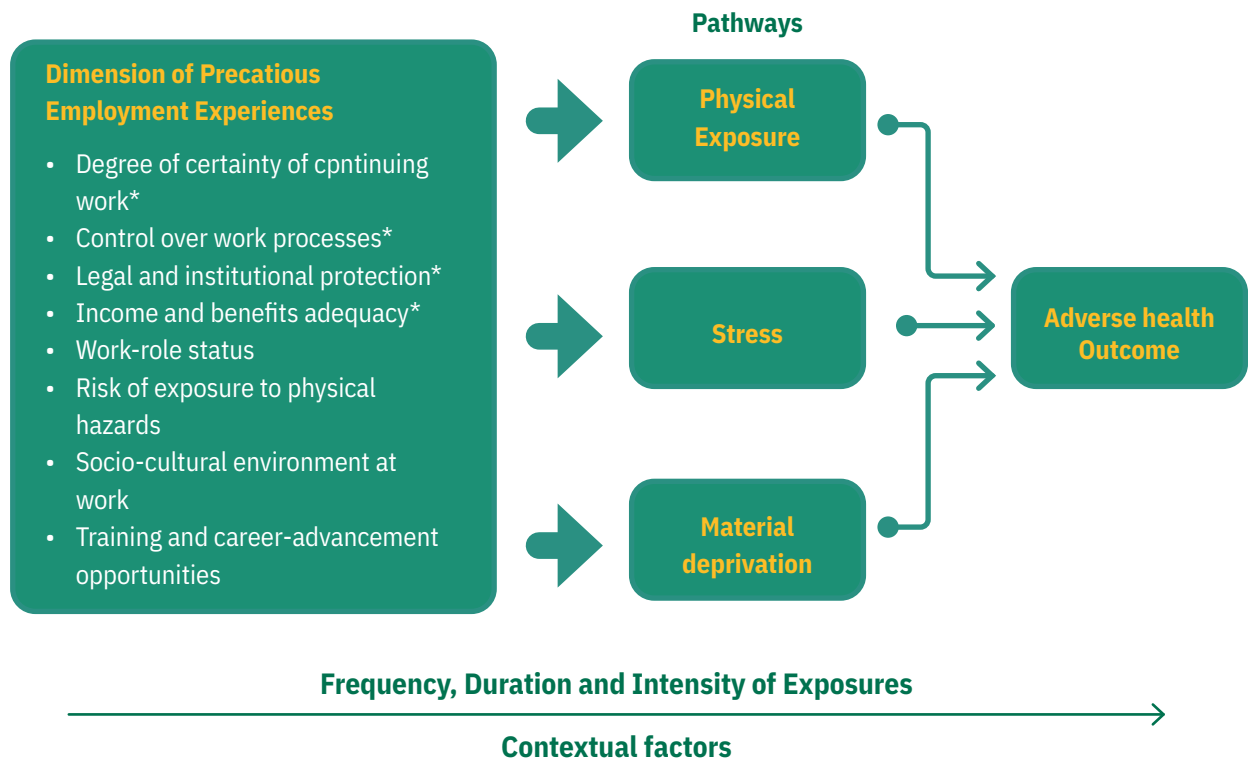 Pathways
Dimension of Precatious
Employment Experiences
• Degree of certainty of cpntinuing
work*
• Control over work processes*
• Legal and institutional protection*
• Income and benefits adequacy*
• Work-role status
• Risk of exposure to physical
hazards
• Socio-cultural environment at
work
• Training and career-advancement
opportunities
Physical
Exposure
Stress
Material
deprivation
Adverse health
Outcome
Frequency, Duration and Intensity of Exposures
Contextual factors